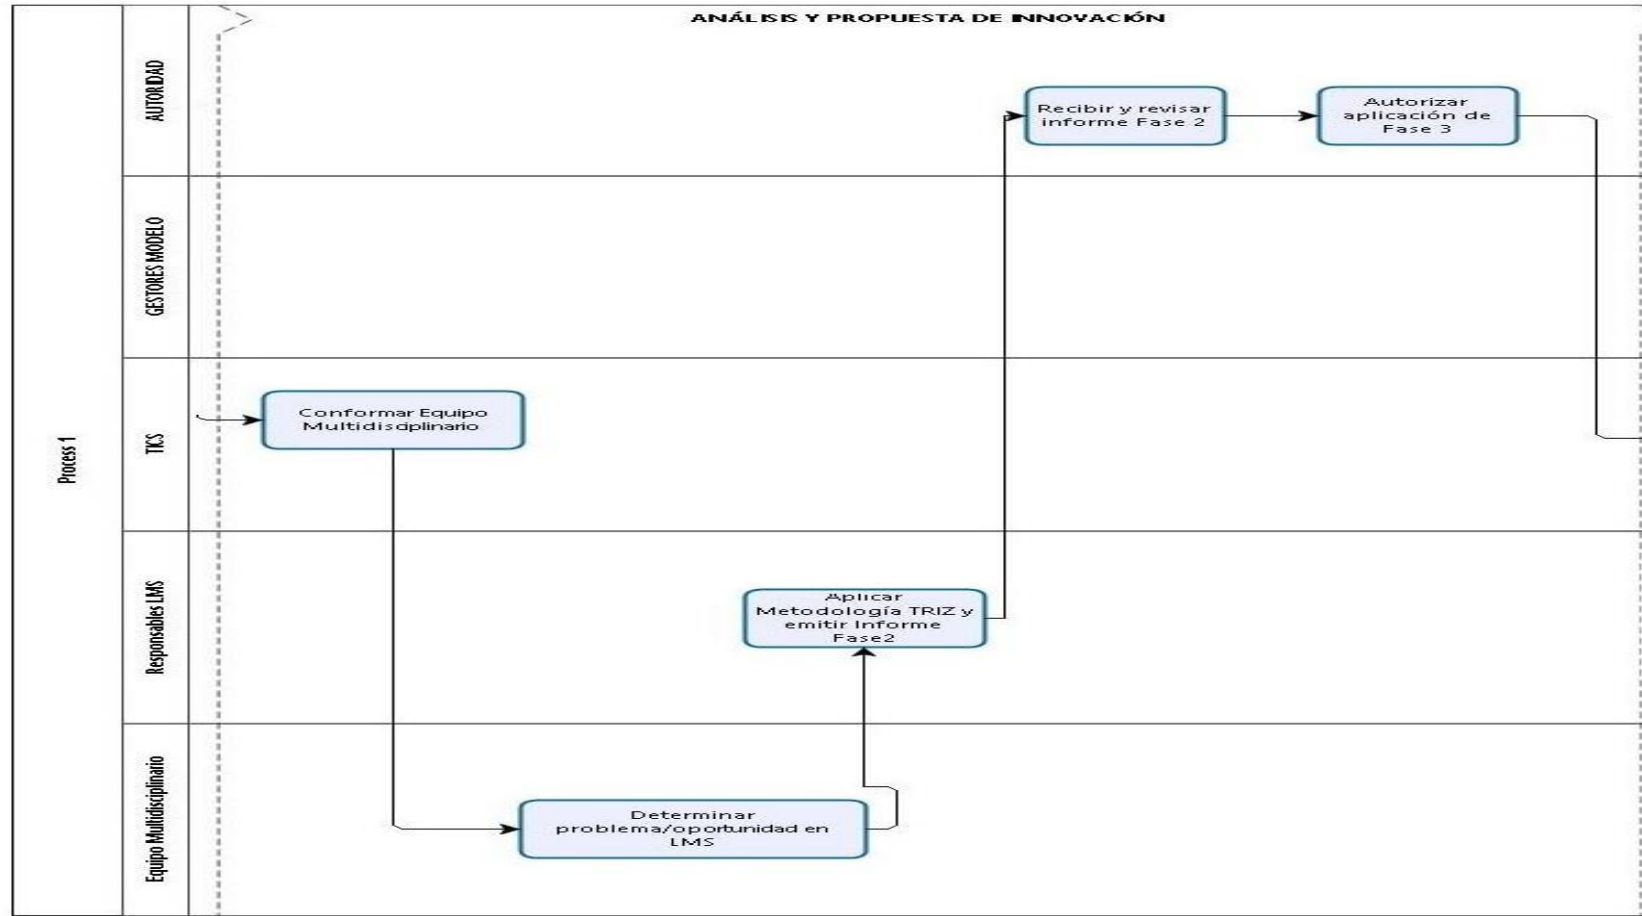 ANÁLISIS Y PROPUESTA DE INNOVACIÓN
Process 1
AUTORIDAD
Recibir y revisar
informe Fase 2
Autorizar
aplicación de
Fase 3
GESTORES MODELO
TICS
Conformar Equipo
Multidisciplinario
Responsables LMS
Aplicar
Metodología TRIZ y
emitir Informe
Fase2
Equipo Multidisciplinario
Determinar
problema/oportunidad en
LMS